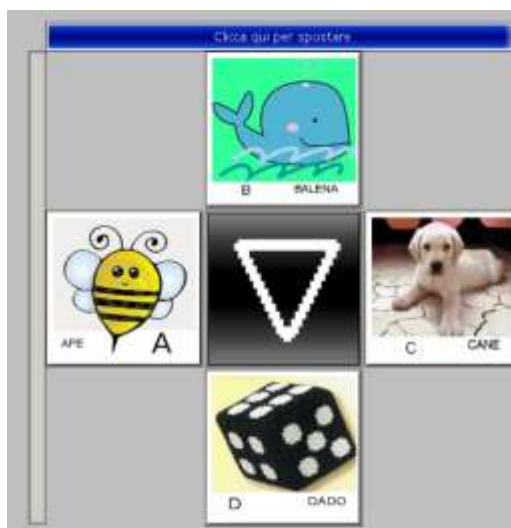 Clicca qui per spostare
B BALENA
APE A
C CANE
D DADO